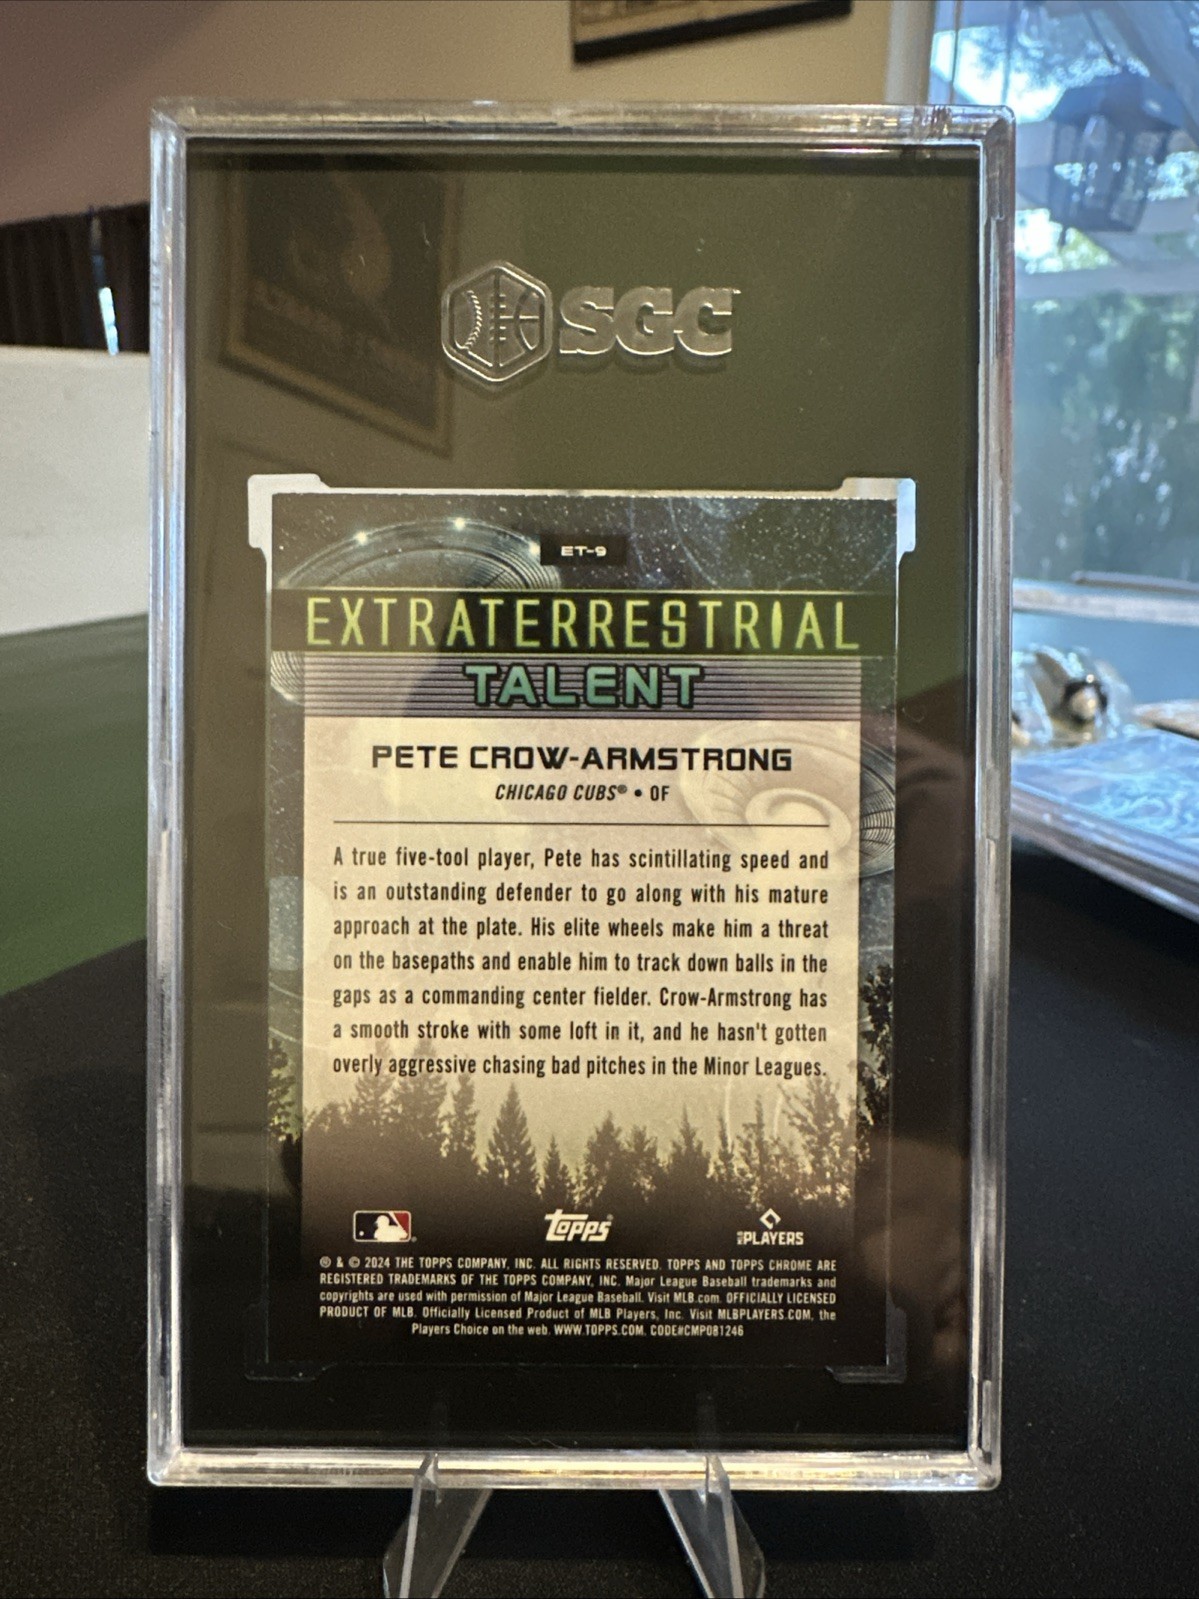 SGC
ET-9
EXTRATERRESTRIAL
TALENT
PETE CROW-ARMSTRONG
CHICAGO CUBS® • OF
A true five-tool player, Pete has scintillating speed and
is an outstanding defender to go along with his mature
approach at the plate. His elite wheels make him a threat
on the basepaths and enable him to track down balls in the
gaps as a commanding center fielder. Crow-Armstrong has
a smooth stroke with some loft in it, and he hasn't gotten
overly aggressive chasing bad pitches in the Minor Leagues.
Topps®
PLAYERS
® & © 2024 THE TOPPS COMPANY, INC. ALL RIGHTS RESERVED. TOPPS AND TOPPS CHROME ARE
REGISTERED TRADEMARKS OF THE TOPPS COMPANY, INC. Major League Baseball trademarks and
copyrights are used with permission of Major League Baseball. Visit MLB.com. OFFICIALLY LICENSED
PRODUCT OF MLB. Officially Licensed Product of MLB Players, Inc. Visit MLBPLAYERS.COM, the
Players Choice on the web. WWW.TOPPS.COM. CODE#CMP081246